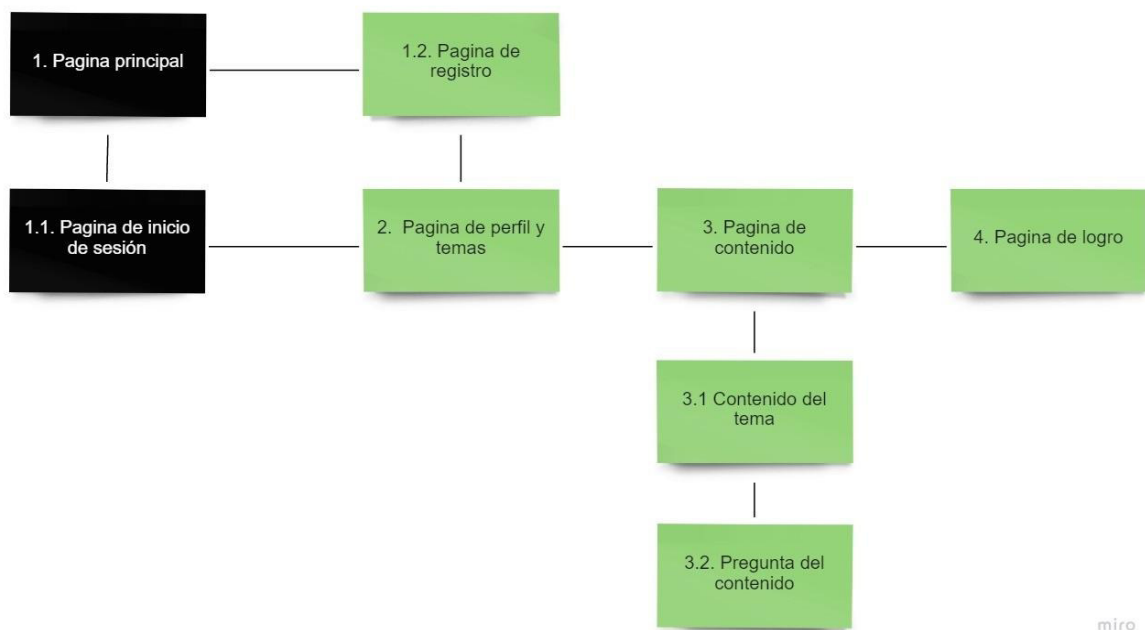 1. Pagina principal
1.2. Pagina de
registro
1.1. Pagina de inicio
de sesión
2. Pagina de perfil y
temas
3. Pagina de
contenido
4. Pagina de logro
3.1 Contenido del
tema
3.2. Pregunta del
contenido
miro